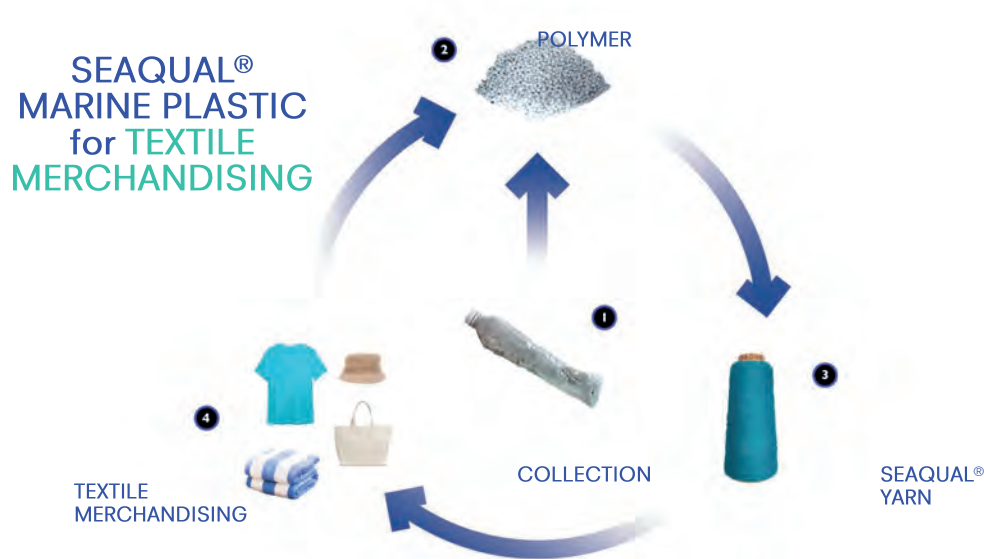 SEAQUAL®
MARINE PLASTIC
for TEXTILE
MERCHANDISING
2
POLYMER
1
COLLECTION
3
SEAQUAL®
YARN
4
TEXTILE
MERCHANDISING